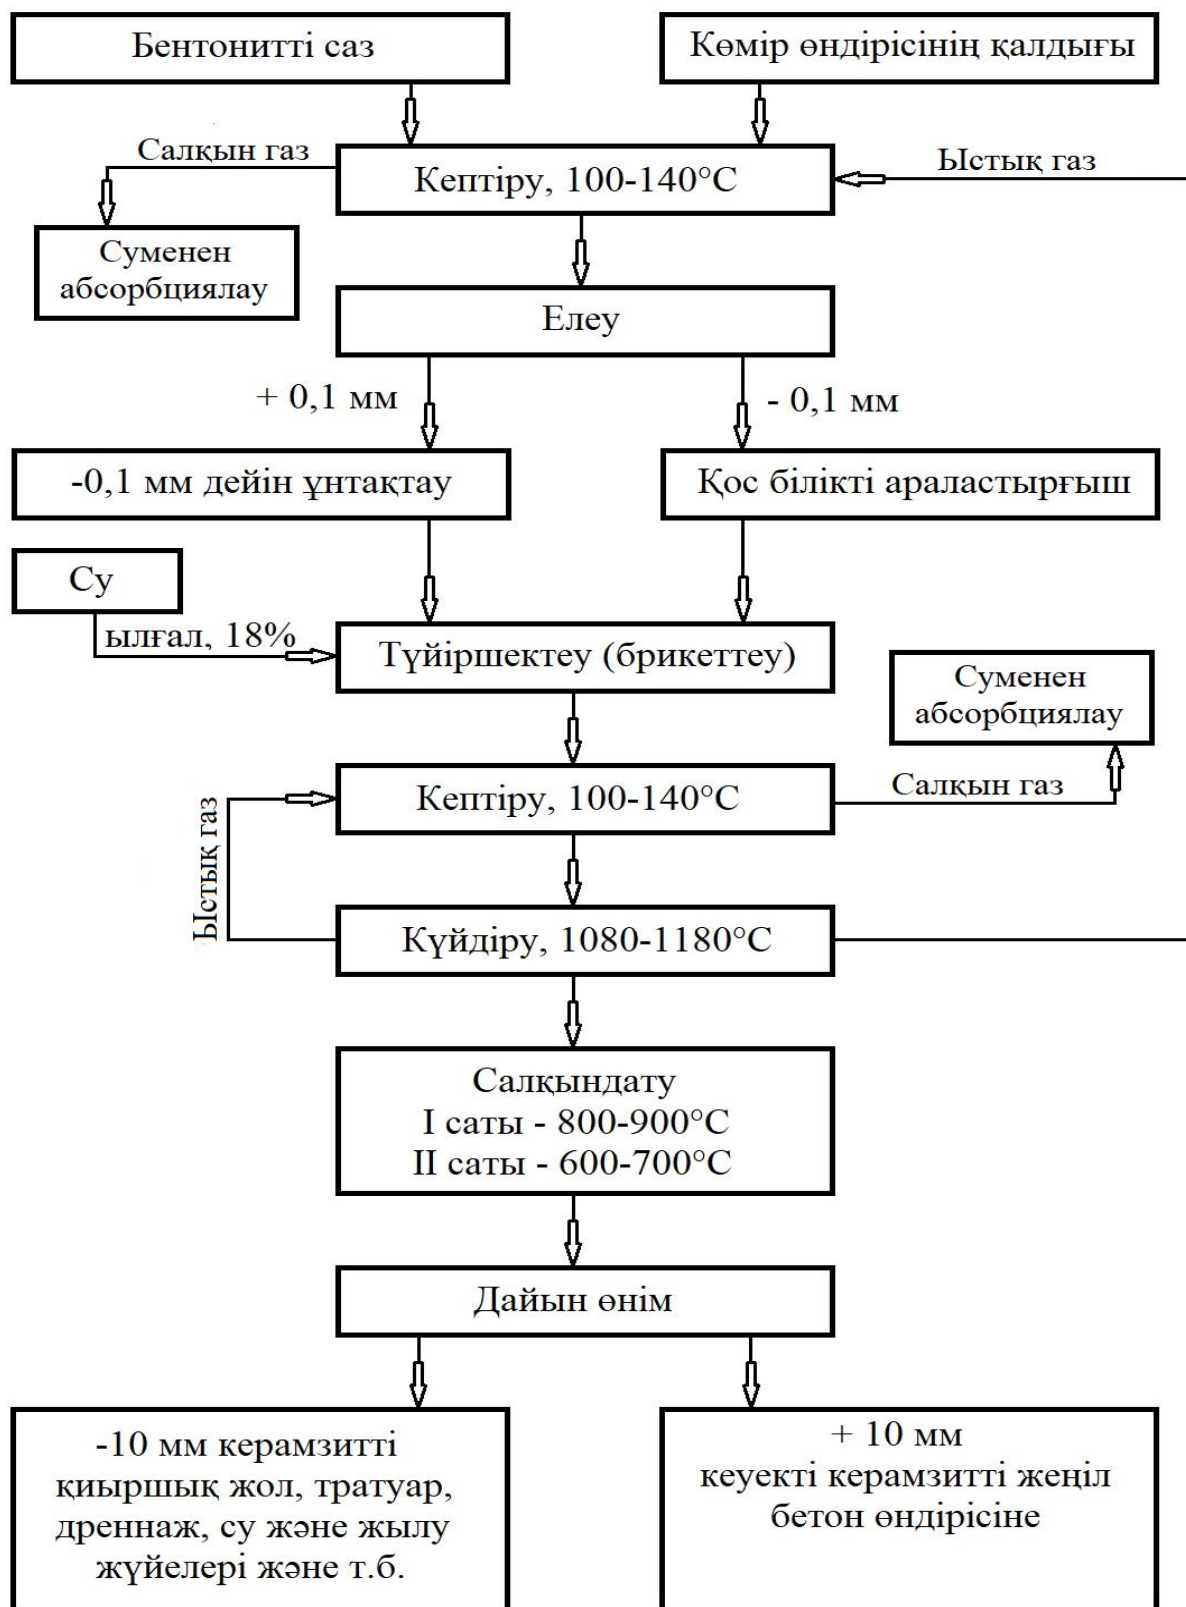 Бентонитті саз
Көмір өндірісінің қалдығы
Салқын газ
Кептіру, 100-140°C
Ыстық газ
Суменен
абсорбциялау
Елеу
+ 0,1 мм
- 0,1 мм
-0,1 мм дейін ұнтақтау
Қос білікті араластырғыш
Су
ылғал, 18%
Түйіршектеу (брикеттеу)
Суменен
абсорбциялау
Кептіру, 100-140°C
Салқын газ
Ыстық газ
Күйдіру, 1080-1180°C
Салқындату
I саты - 800-900°C
II саты - 600-700°C
Дайын өнім
-10 мм керамзитті
қиыршық жол, тратуар,
дреннаж, су және жылу
жүйелері және т.б.
+ 10 мм
кеуекті керамзитті жеңіл
бетон өндірісіне